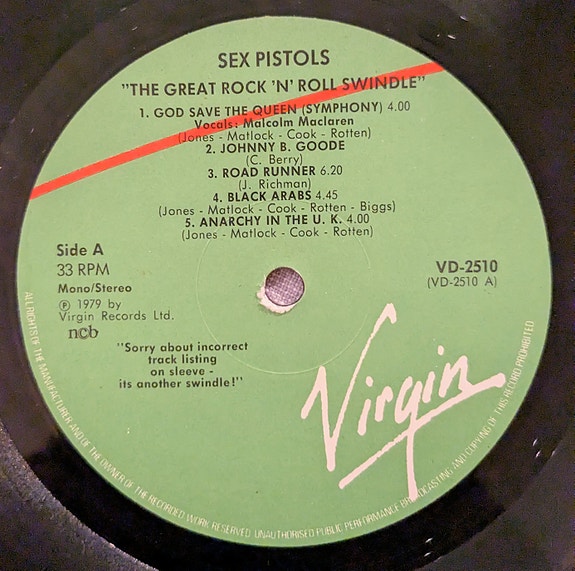 SEX PISTOLS
"THE GREAT ROCK 'N' ROLL SWINDLE"
1. GOD SAVE THE QUEEN (SYMPHONY) 4.00
Vocals: Malcolm Maclaren
(Jones - Matlock - Cook - Rotten)
2. JOHNNY B. GOODE
(C. Berry)
3. ROAD RUNNER 6.20
(J. Richman)
4. BLACK ARABS 4.45
(Jones - Matlock - Cook - Rotten - Biggs)
5. ANARCHY IN THE U. K. 4.00
(Jones - Matlock - Cook - Rotten)
Side A
33 RPM
Mono/Stereo
℗ 1979 by
Virgin Records Ltd.
ncb
VD-2510
(VD-2510 A)
"Sorry about incorrect
track listing
on sleeve -
its another swindle!"
Virgin
ALL RIGHTS OF THE MANUFACTURER AND OF THE OWNER OF THE RECORDED WORK RESERVED. UNAUTHORISED PUBLIC PERFORMANCE BROADCASTING AND COPYING OF THIS RECORD PROHIBITED